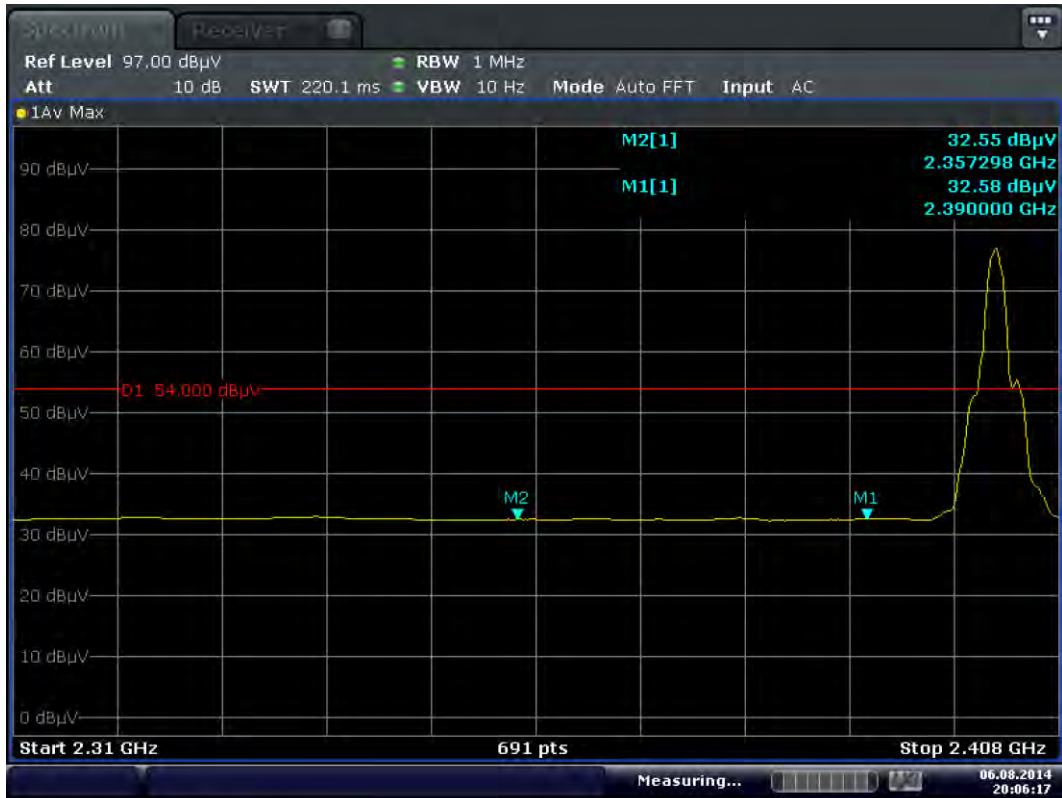 Spectrum Receiver
Ref Level 97.00 dBµV RBW 1 MHz
Att 10 dB SWT 220.1 ms VBW 10 Hz Mode Auto FFT Input AC
1Av Max
M2[1] 32.55 dBµV
2.357298 GHz
M1[1] 32.58 dBµV
2.390000 GHz
90 dBµV
80 dBµV
70 dBµV
60 dBµV
D1 54.000 dBµV
50 dBµV
40 dBµV
M2 M1
30 dBµV
20 dBµV
10 dBµV
0 dBµV
Start 2.31 GHz 691 pts Stop 2.408 GHz
Measuring... 06.08.2014
20:06:17